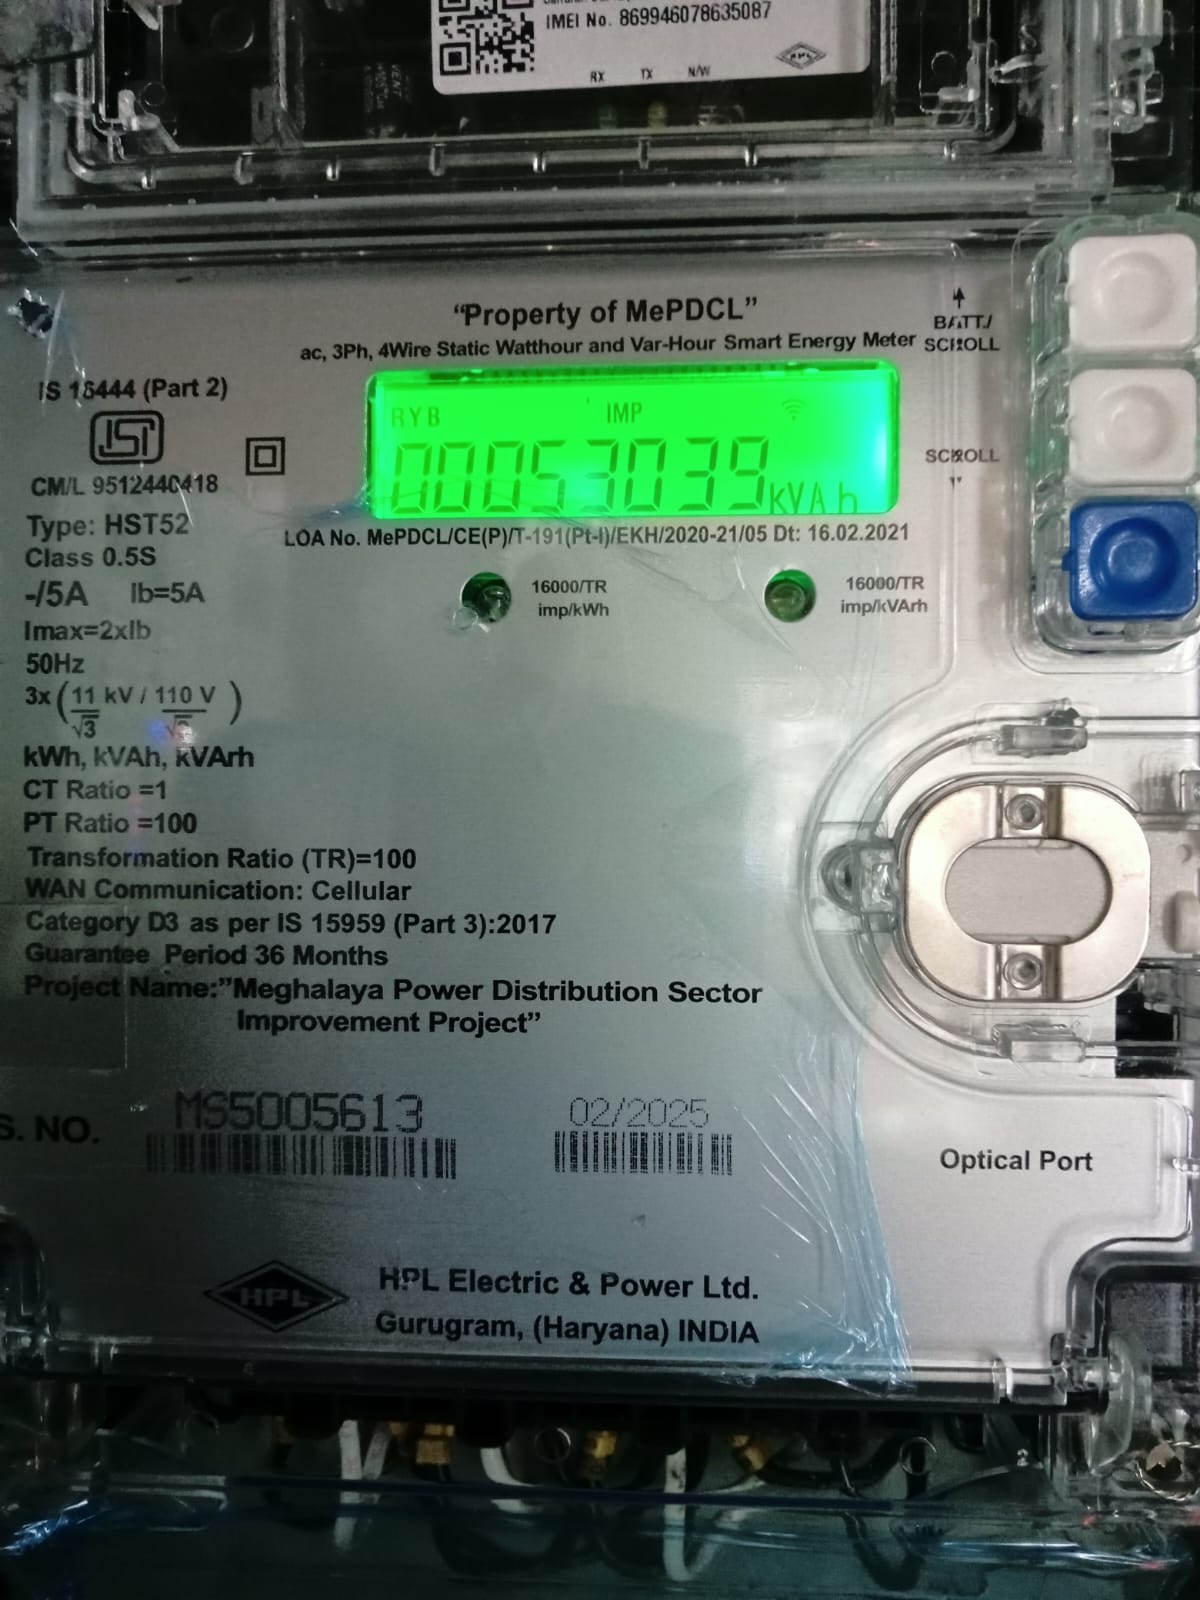 IMEI No. 869946078635087
RX TX N/W
HPL
"Property of MePDCL"
ac, 3Ph, 4Wire Static Watthour and Var-Hour Smart Energy Meter
BATT./
SCROLL
IS 16444 (Part 2)
ISI
CM/L 9512440418
RYB IMP
00053039 kVAh
SCROLL
LOA No. MePDCL/CE(P)/T-191(Pt-I)/EKH/2020-21/05 Dt: 16.02.2021
Type: HST52
Class 0.5S
-/5A Ib=5A
Imax=2xIb
50Hz
3x(11 kV/√3 / 110 V/√3)
16000/TR
imp/kWh
16000/TR
imp/kVArh
kWh, kVAh, kVArh
CT Ratio =1
PT Ratio =100
Transformation Ratio (TR)=100
WAN Communication: Cellular
Category D3 as per IS 15959 (Part 3):2017
Guarantee Period 36 Months
Project Name:"Meghalaya Power Distribution Sector
Improvement Project"
S. NO. MS5005613
02/2025
Optical Port
HPL
HPL Electric & Power Ltd.
Gurugram, (Haryana) INDIA